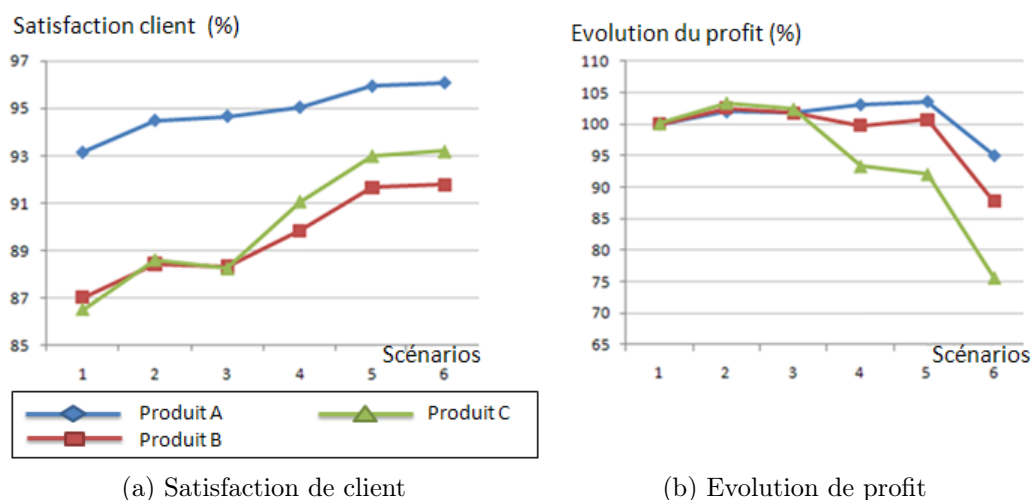 Satisfaction client (%)
97
95
93
91
89
87
85
Scénarios
1 2 3 4 5 6
Evolution du profit (%)
110
105
100
95
90
85
80
75
70
65
Scénarios
1 2 3 4 5 6
Produit A
Produit C
Produit B
(a) Satisfaction de client
(b) Evolution de profit